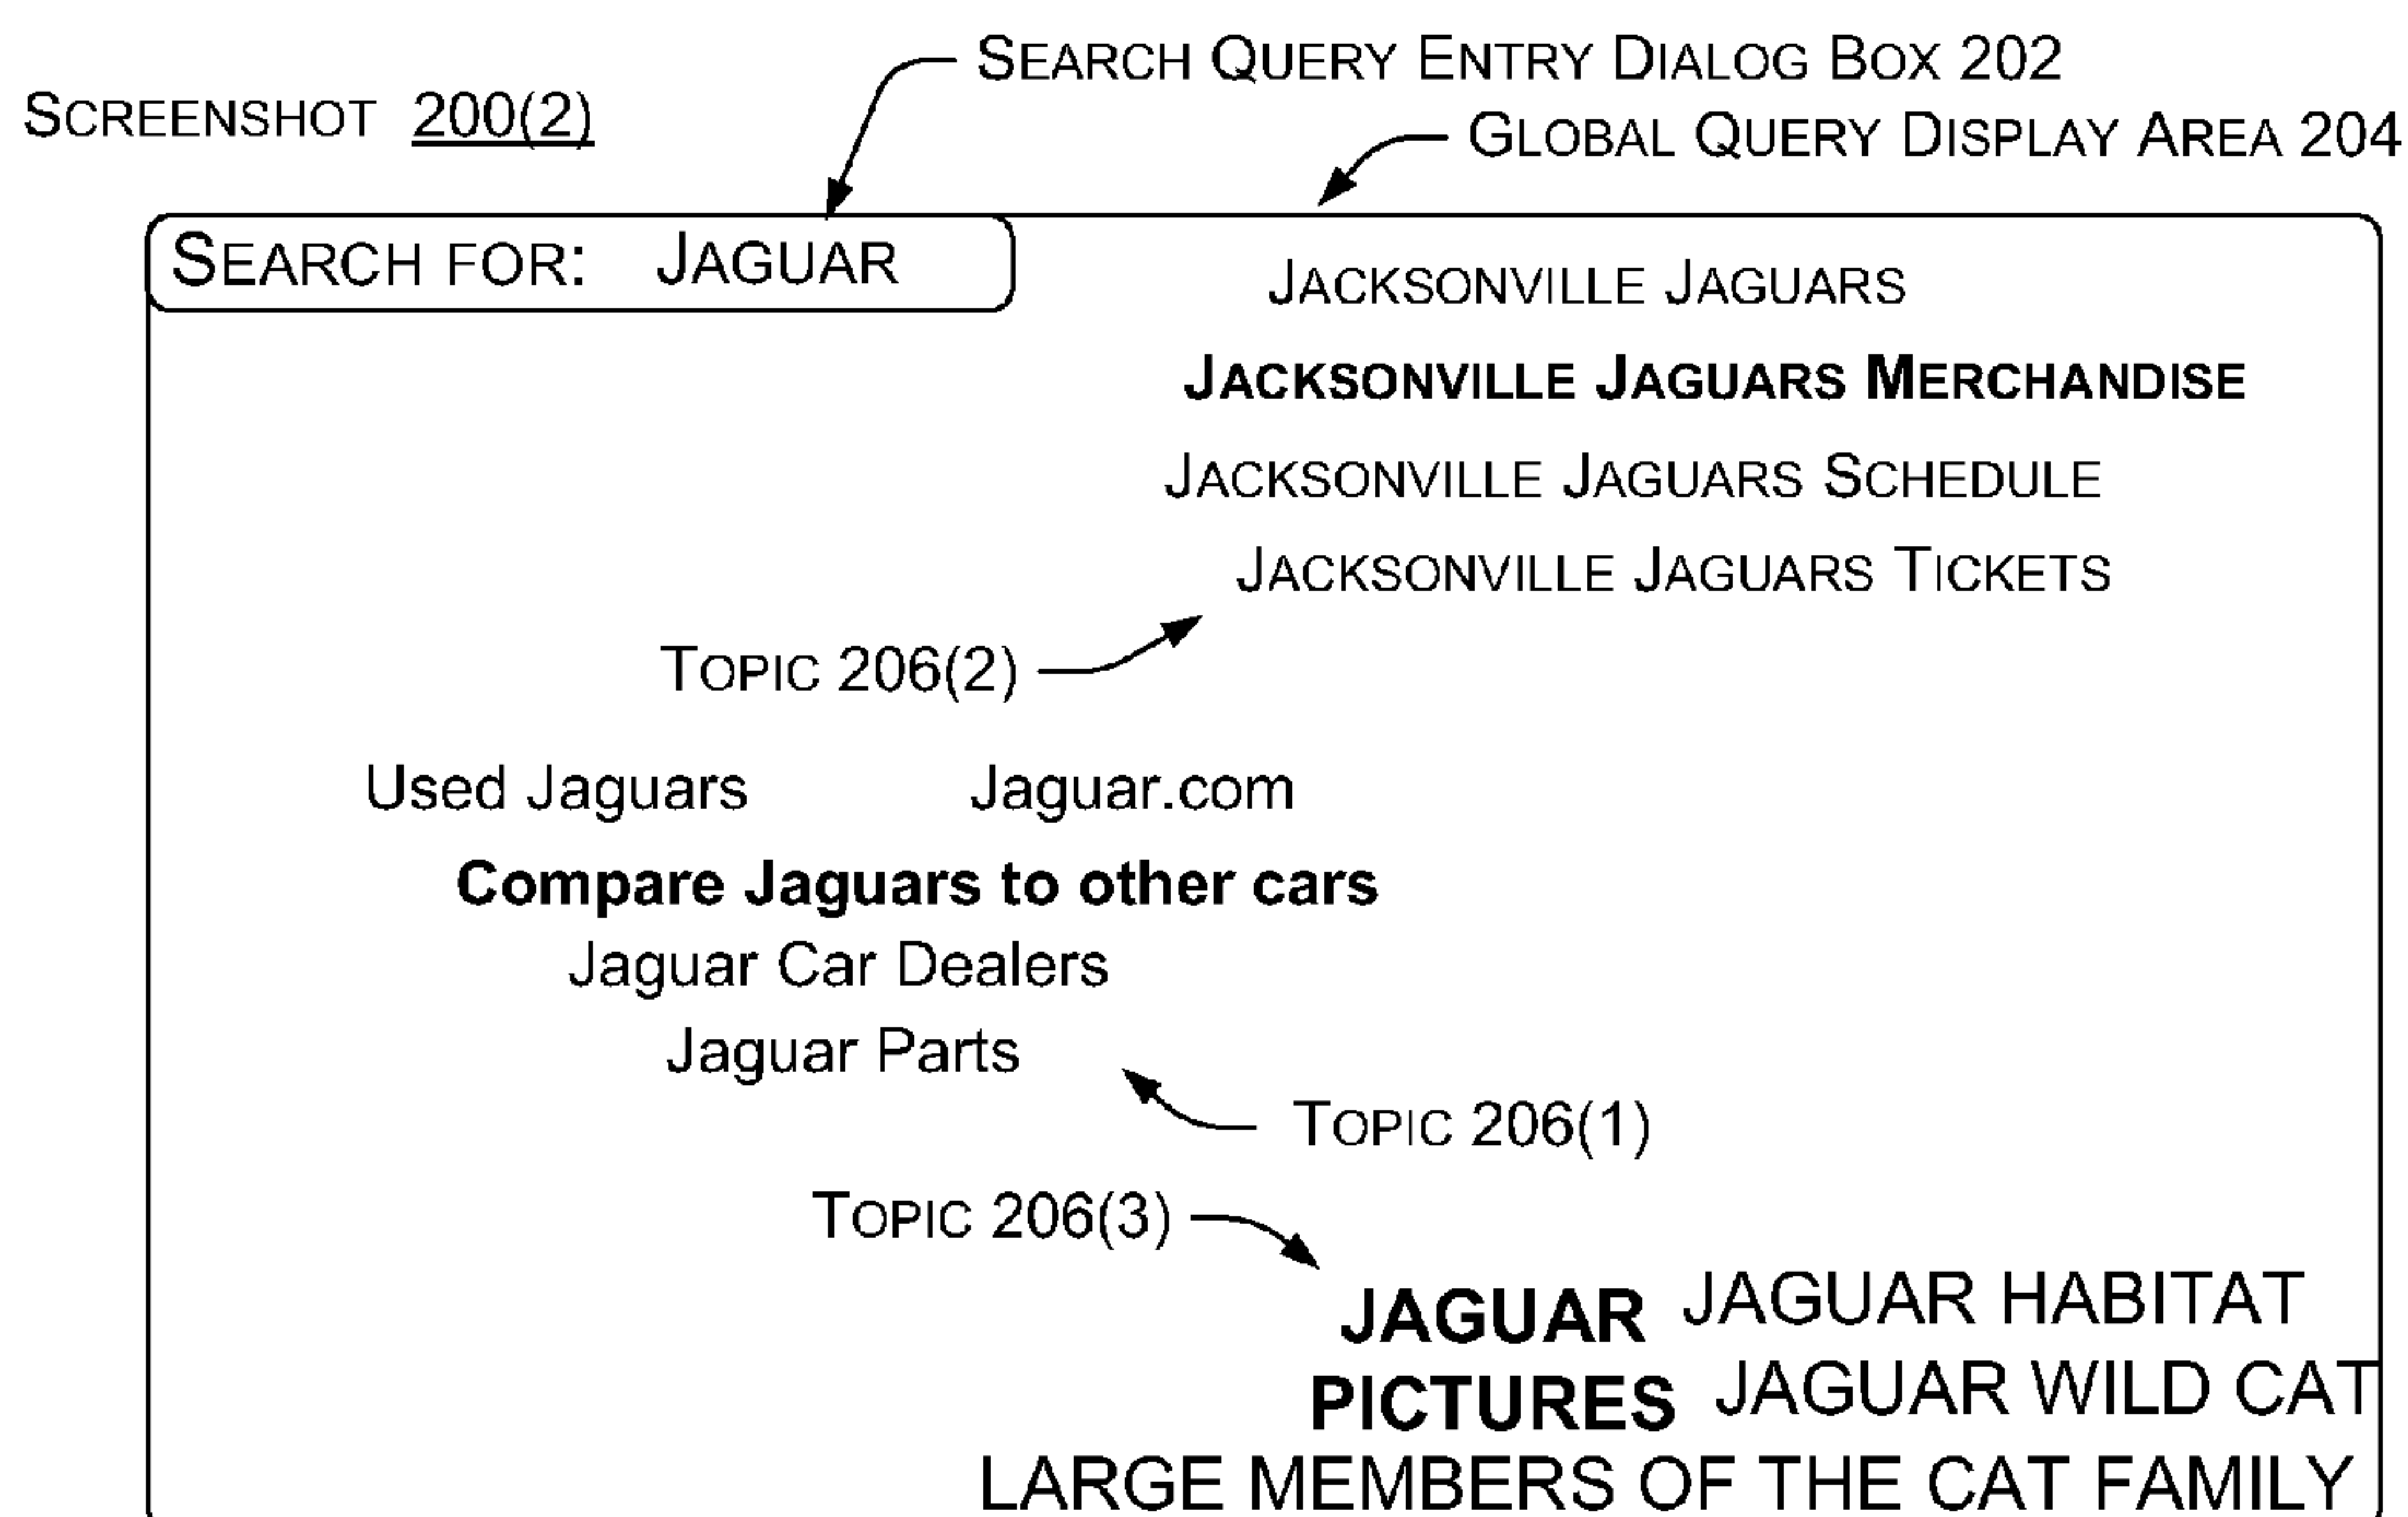 SEARCH QUERY ENTRY DIALOG BOX 202
SCREENSHOT 200(2)
GLOBAL QUERY DISPLAY AREA 204
SEARCH FOR: JAGUAR
JACKSONVILLE JAGUARS
JACKSONVILLE JAGUARS MERCHANDISE
JACKSONVILLE JAGUARS SCHEDULE
JACKSONVILLE JAGUARS TICKETS
TOPIC 206(2)
Used Jaguars Jaguar.com
Compare Jaguars to other cars
Jaguar Car Dealers
Jaguar Parts
TOPIC 206(1)
TOPIC 206(3)
JAGUAR JAGUAR HABITAT
PICTURES JAGUAR WILD CAT
LARGE MEMBERS OF THE CAT FAMILY